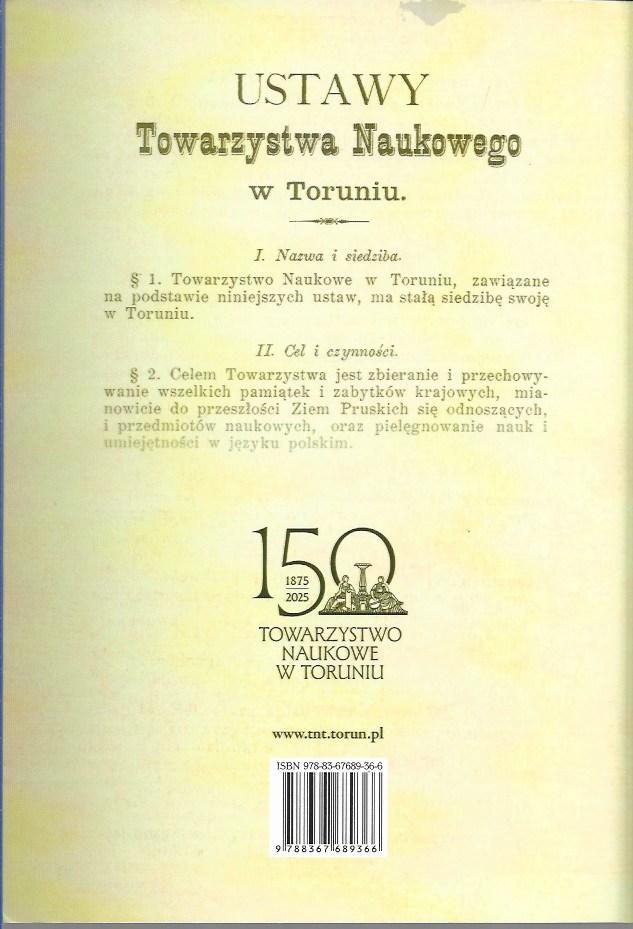 USTAWY
Towarzystwa Naukowego
w Toruniu.
I. Nazwa i siedziba.
§ 1. Towarzystwo Naukowe w Toruniu, zawiązane
na podstawie niniejszych ustaw, ma stałą siedzibę swoję
w Toruniu.
II. Cel i czynności.
§ 2. Celem Towarzystwa jest zbieranie i przechowy-
wanie wszelkich pamiątek i zabytków krajowych, mia-
nowicie do przeszłości Ziem Pruskich się odnoszących,
i przedmiotów naukowych, oraz pielęgnowanie nauk i
umiejętności w języku polskim.
150
1875
2025
TOWARZYSTWO
NAUKOWE
W TORUNIU
www.tnt.torun.pl
ISBN 978-83-67689-36-6
9 788367 689366